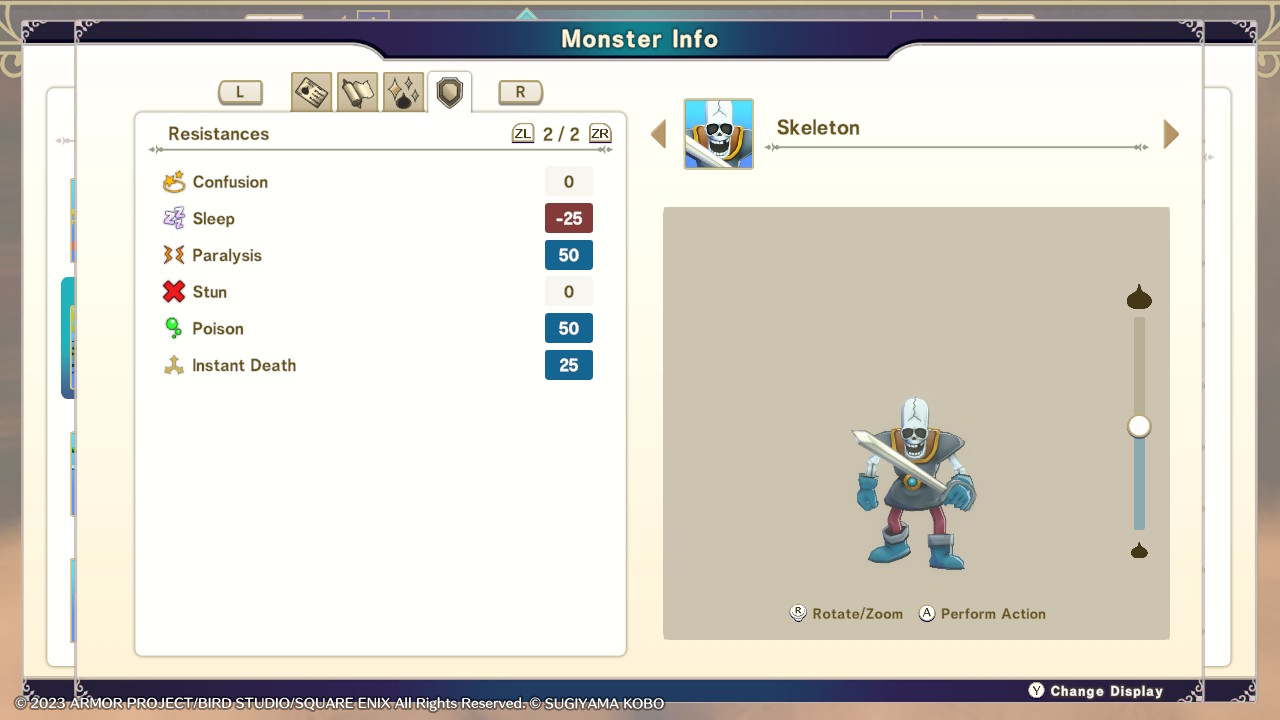 Monster Info
L
R
Resistances
ZL 2 / 2 ZR
Confusion 0
Sleep -25
Paralysis 50
Stun 0
Poison 50
Instant Death 25
Skeleton
R Rotate/Zoom A Perform Action
Y Change Display
© 2023 ARMOR PROJECT/BIRD STUDIO/SQUARE ENIX All Rights Reserved. © SUGIYAMA KOBO